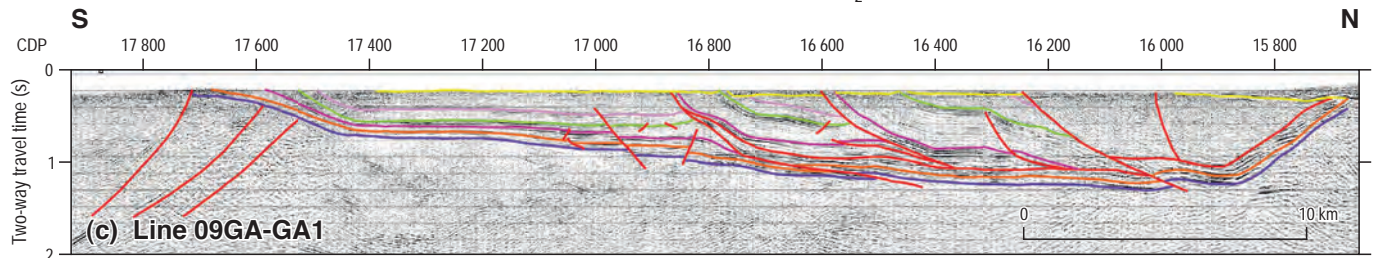 2
S N
CDP 17 800 17 600 17 400 17 200 17 000 16 800 16 600 16 400 16 200 16 000 15 800
0
1
2
Two-way travel time (s)
(c) Line 09GA-GA1
0 10 km